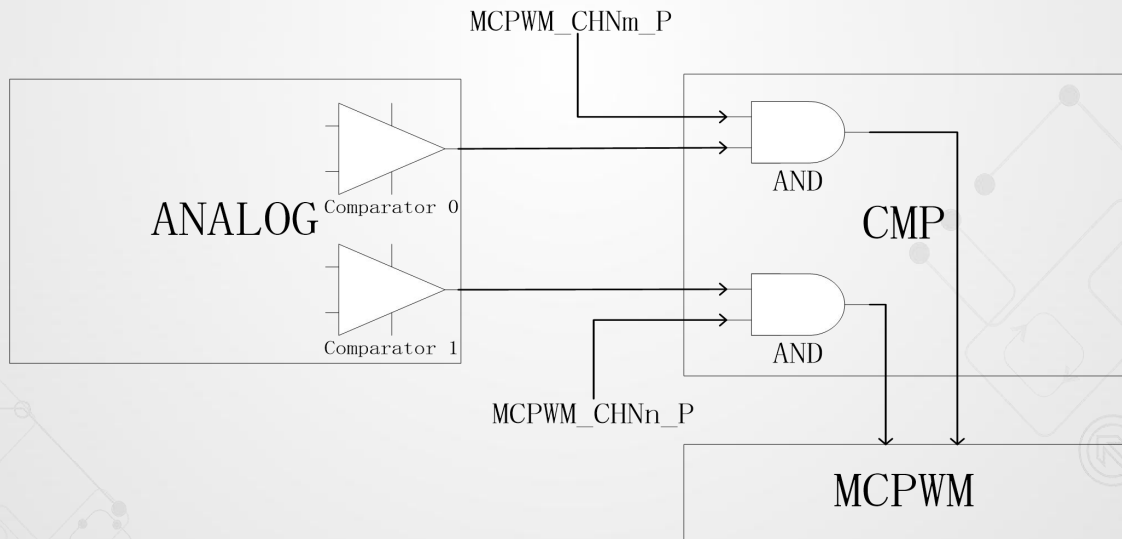 MCPWM_CHNm_P
AND
Comparator 0
ANALOG
CMP
AND
Comparator 1
MCPWM_CHNn_P
MCPWM